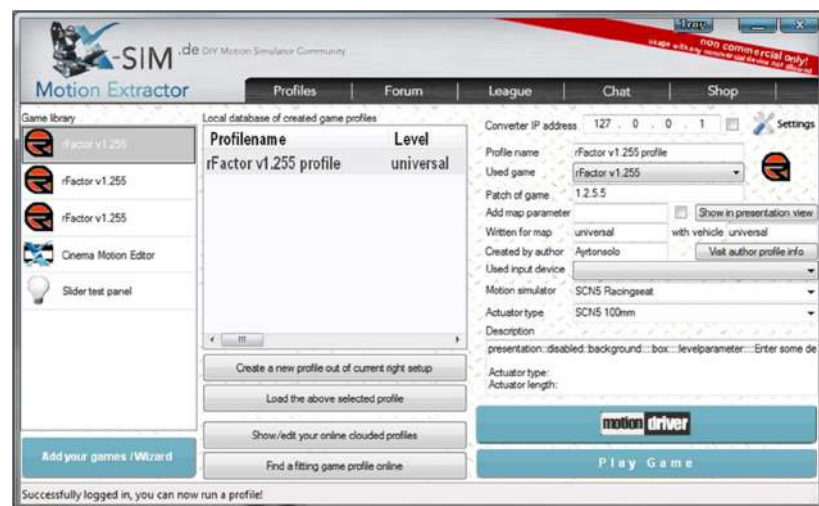 Tray
X
X-SIM .de DIY Motion Simulator Community
usage with any commercial device not allowed
non commercial only!
Motion Extractor
Profiles | Forum | League | Chat | Shop |
Game library
rFactor v1.255
rFactor v1.255
rFactor v1.255
Cinema Motion Editor
Slider test panel
Add your games / Wizard
Local database of created game profiles
Profilename Level
rFactor v1.255 profile universal
Create a new profile out of current right setup
Load the above selected profile
Show/edit your online clouded profiles
Find a fitting game profile online
Converter IP address 127 . 0 . 0 . 1 Settings
Profile name rFactor v1.255 profile
Used game rFactor v1.255
Patch of game 1.2.5.5
Add map parameter Show in presentation view
Written for map universal with vehicle universal
Created by author Ayrtonsolo Visit author profile info
Used input device
Motion simulator SCN5 Racingseat
Actuator type SCN5 100mm
Description
presentation::disabled::background:::box:::levelparameter::::Enter some de
Actuator type:
Actuator length:
motion driver
Play Game
Successfully logged in, you can now run a profile!